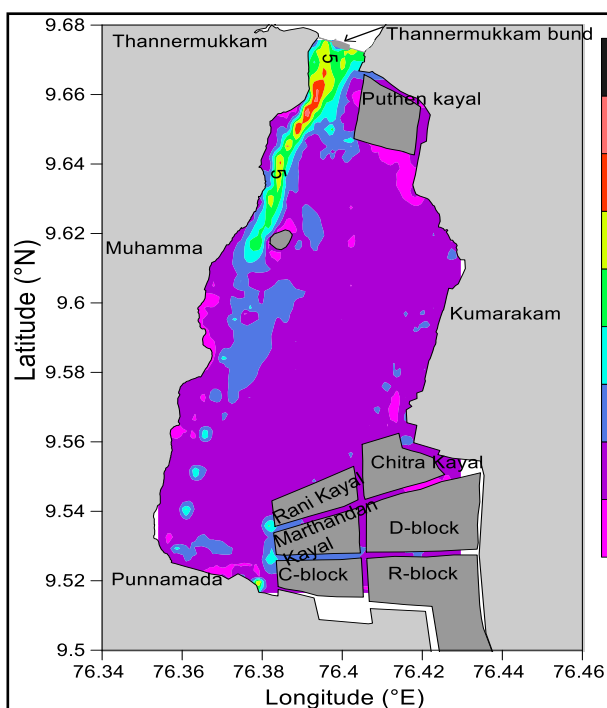 9.68
Thannermukkam
Thannermukkam bund
5
9.66
Puthen kayal
9.64
5
9.62
Muhamma
9.6
Kumarakam
Latitude (°N)
9.58
9.56
Chitra Kayal
Rani Kayal
9.54
Marthandan
Kayal
D-block
Punnamada
C-block
R-block
9.52
9.5
76.34 76.36 76.38 76.4 76.42 76.44 76.46
Longitude (°E)